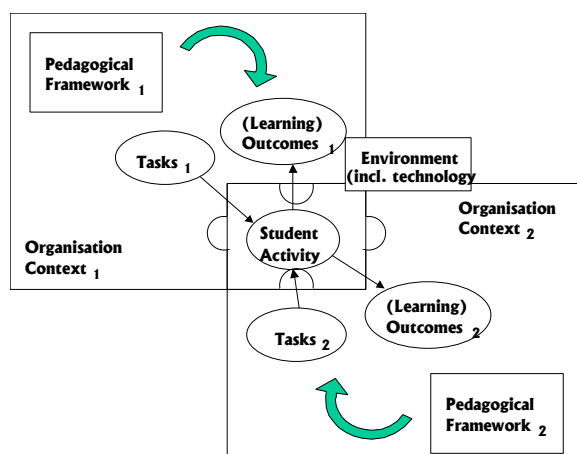 Pedagogical
Framework 1
(Learning)
Outcomes 1
Tasks 1
Environment
(incl. technology
Organisation
Context 2
Student
Activity
Organisation
Context 1
(Learning)
Outcomes 2
Tasks 2
Pedagogical
Framework 2